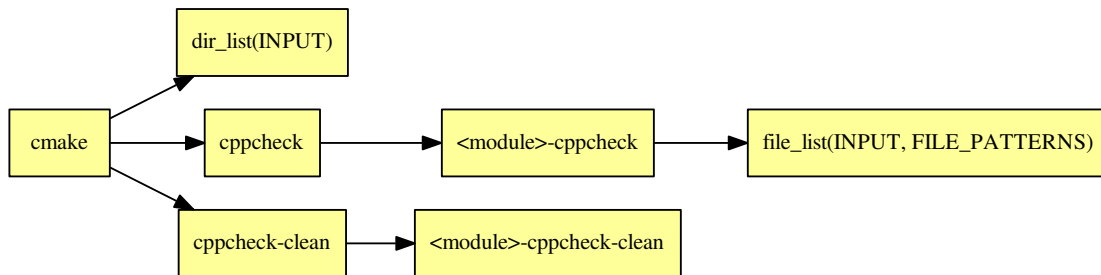 dir_list(INPUT)
cmake
cppcheck
<module>-cppcheck
file_list(INPUT, FILE_PATTERNS)
cppcheck-clean
<module>-cppcheck-clean